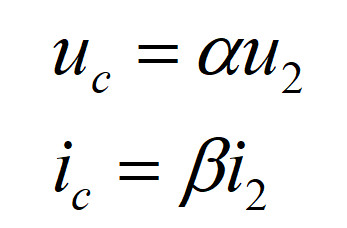 u_c = αu_2
i_c = βi_2